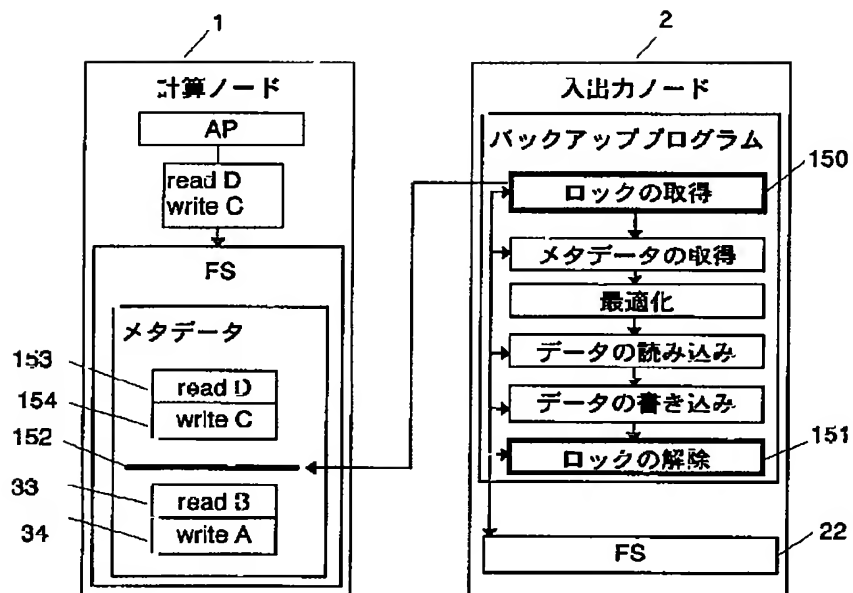 1
計算ノード
AP
read D
write C
FS
メタデータ
153
read D
154
write C
152
33
read B
34
write A
2
入出力ノード
バックアッププログラム
ロックの取得
150
メタデータの取得
最適化
データの読み込み
データの書き込み
ロックの解除
151
FS
22